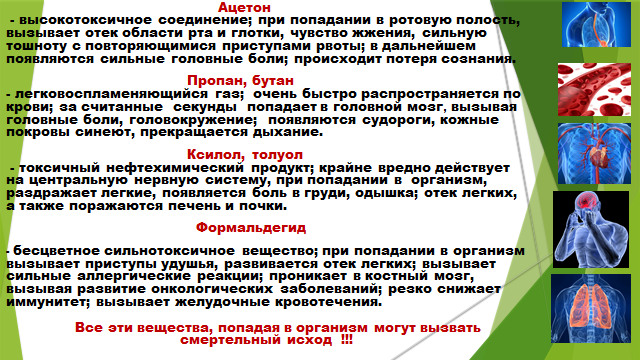 Ацетон
- высокотоксичное соединение; при попадании в ротовую полость,
вызывает отек области рта и глотки, чувство жжения, сильную
тошноту с повторяющимися приступами рвоты; в дальнейшем
появляются сильные головные боли; происходит потеря сознания.
Пропан, бутан
- легковоспламеняющийся газ; очень быстро распространяется по
крови; за считанные секунды попадает в головной мозг, вызывая
головные боли, головокружение; появляются судороги, кожные
покровы синеют, прекращается дыхание.
Ксилол, толуол
- токсичный нефтехимический продукт; крайне вредно действует
на центральную нервную систему, при попадании в организм,
раздражает легкие, появляется боль в груди, одышка; отек легких,
а также поражаются печень и почки.
Формальдегид
- бесцветное сильнотоксичное вещество; при попадании в организм
вызывает приступы удушья, развивается отек легких; вызывает
сильные аллергические реакции; проникает в костный мозг,
вызывая развитие онкологических заболеваний; резко снижает
иммунитет; вызывает желудочные кровотечения.
Все эти вещества, попадая в организм могут вызвать
смертельный исход !!!